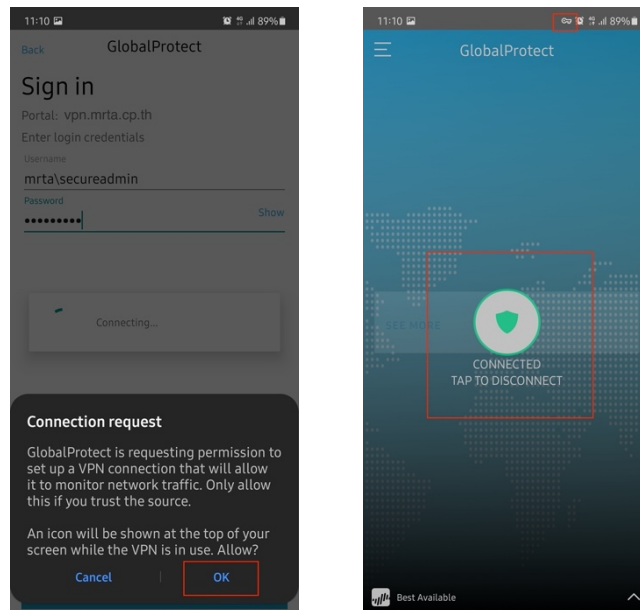 11:10
89%
Back
GlobalProtect
Sign in
Portal: vpn.mrta.cp.th
Enter login credentials
Username
mrta\secureadmin
Password
•••••••••
Show
Connecting...
Connection request
GlobalProtect is requesting permission to
set up a VPN connection that will allow
it to monitor network traffic. Only allow
this if you trust the source.
An icon will be shown at the top of your
screen while the VPN is in use. Allow?
Cancel
OK
11:10
89%
GlobalProtect
SEE MORE
CONNECTED
TAP TO DISCONNECT
Best Available